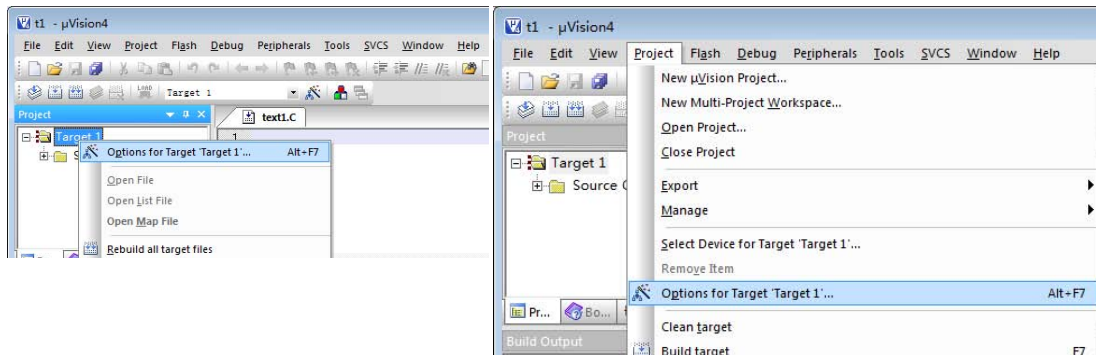 t1 - µVision4
File Edit View Project Flash Debug Peripherals Tools SVCS Window Help
Target 1
Project
text1.C
Target 1
1
S
Options for Target 'Target 1'... Alt+F7
Open File
Open List File
Open Map File
Rebuild all target files
t1 - µVision4
File Edit View Project Flash Debug Peripherals Tools SVCS Window Help
New µVision Project...
New Multi-Project Workspace...
Project
Open Project...
Close Project
Target 1
Source
Export
Manage
Select Device for Target 'Target 1'...
Remove Item
Options for Target 'Target 1'... Alt+F7
Pr... Bo...
Clean target
Build Output
Build target F7